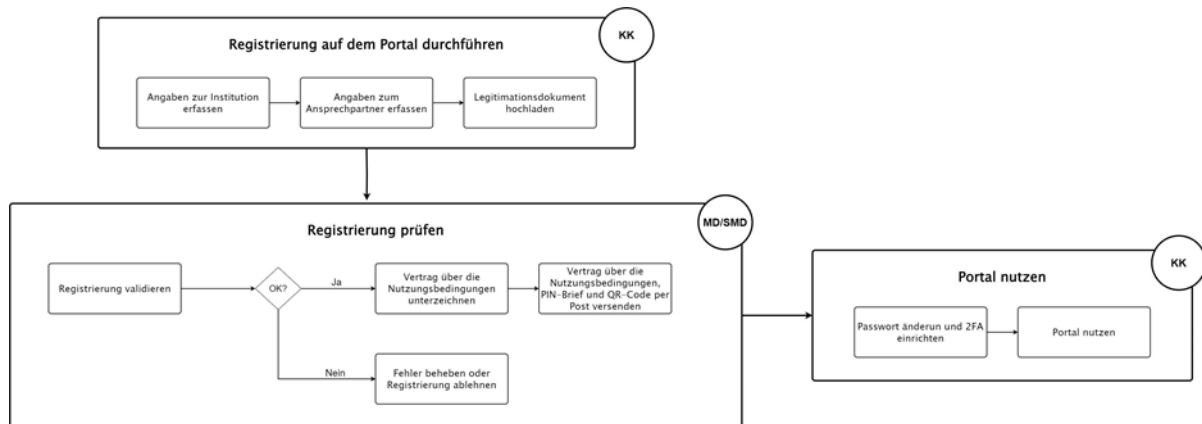 Registrierung auf dem Portal durchführen
KK
Angaben zur Institution
erfassen
Angaben zum
Ansprechpartner erfassen
Legitimationsdokument
hochladen
Registrierung prüfen
MD/SMD
Registrierung validieren
OK?
Ja
Vertrag über die
Nutzungsbedingungen
unterzeichnen
Vertrag über die
Nutzungsbedingungen,
PIN-Brief und QR-Code per
Post versenden
Nein
Fehler beheben oder
Registrierung ablehnen
Portal nutzen
KK
Passwort änderun und 2FA
einrichten
Portal nutzen